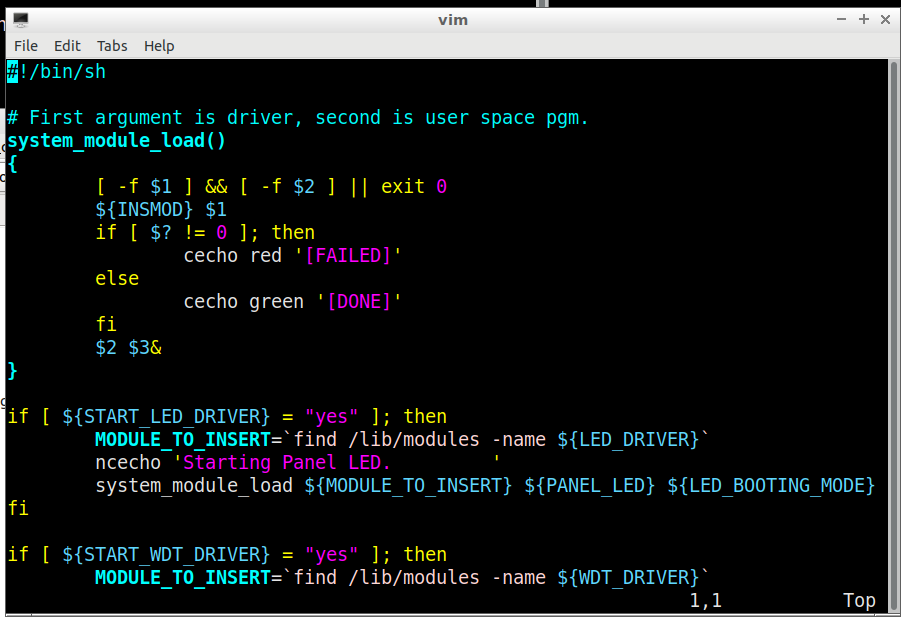 vim
File Edit Tabs Help
#!/bin/sh
# First argument is driver, second is user space pgm.
system_module_load()
{
        [ -f $1 ] && [ -f $2 ] || exit 0
        ${INSMOD} $1
        if [ $? != 0 ]; then
                cecho red '[FAILED]'
        else
                cecho green '[DONE]'
        fi
        $2 $3&
}
if [ ${START_LED_DRIVER} = "yes" ]; then
        MODULE_TO_INSERT=`find /lib/modules -name ${LED_DRIVER}`
        ncecho 'Starting Panel LED.         '
        system_module_load ${MODULE_TO_INSERT} ${PANEL_LED} ${LED_BOOTING_MODE}
fi
if [ ${START_WDT_DRIVER} = "yes" ]; then
        MODULE_TO_INSERT=`find /lib/modules -name ${WDT_DRIVER}`
1,1 Top